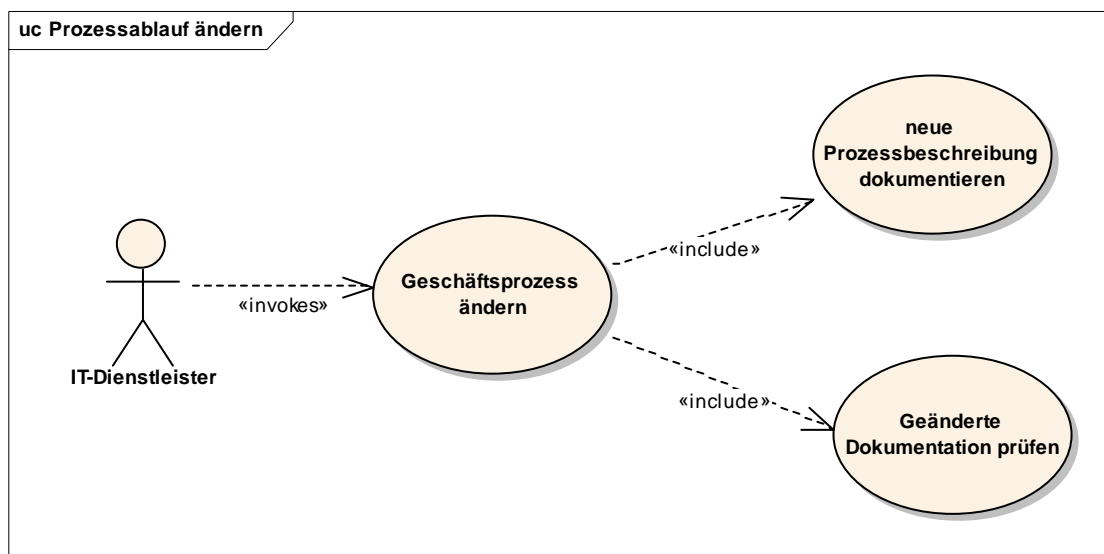 uc Prozessablauf ändern
neue
Prozessbeschreibung
dokumentieren
«include»
Geschäftsprozess
ändern
«invokes»
IT-Dienstleister
«include»
Geänderte
Dokumentation prüfen